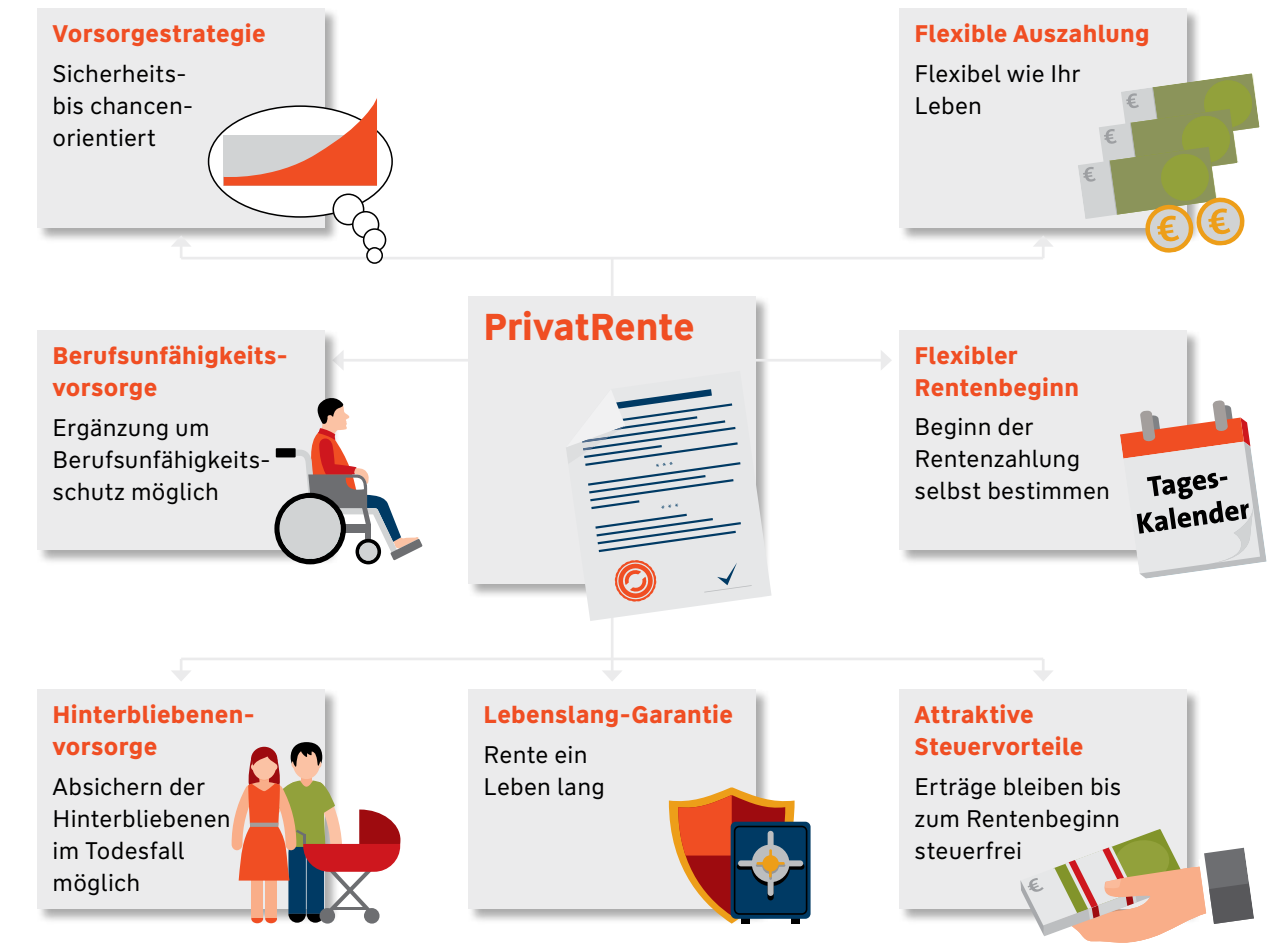 Vorsorgestrategie
Sicherheits-
bis chancen-
orientiert
Flexible Auszahlung
Flexibel wie Ihr
Leben
€
€
€
€
€
PrivatRente
Berufsunfähigkeits-
vorsorge
Ergänzung um
Berufsunfähigkeits-
schutz möglich
Flexibler
Rentenbeginn
Beginn der
Rentenzahlung
selbst bestimmen
Tages-
Kalender
Hinterbliebenen-
vorsorge
Absichern der
Hinterbliebenen
im Todesfall
möglich
Lebenslang-Garantie
Rente ein
Leben lang
Attraktive
Steuervorteile
Erträge bleiben bis
zum Rentenbeginn
steuerfrei
€